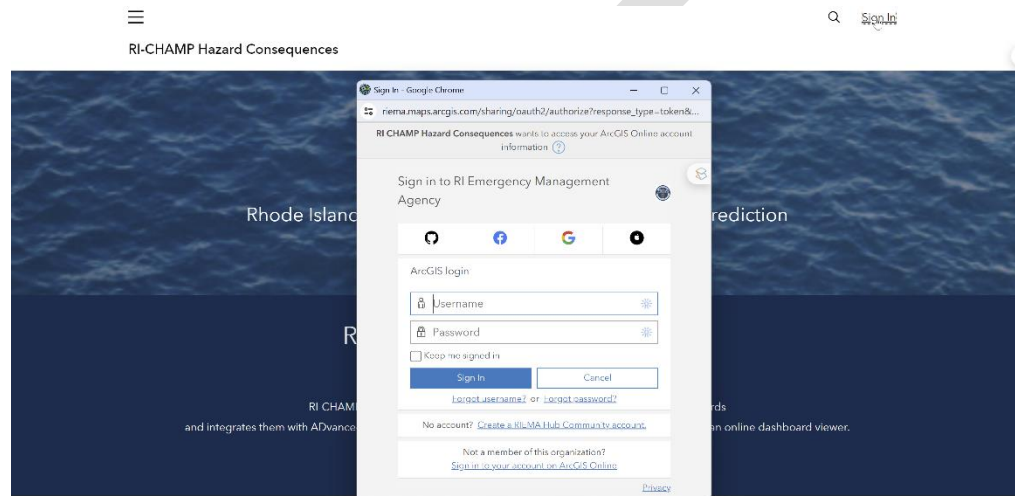 Sign In
RI-CHAMP Hazard Consequences
Sign In - Google Chrome
riema.maps.arcgis.com/sharing/oauth2/authorize?response_type=token&...
RI CHAMP Hazard Consequences wants to access your ArcGIS Online account
information
Sign in to RI Emergency Management
Agency
Rhode Islan
rediction
ArcGIS login
Username
Password
R
Keep me signed in
Sign In
Cancel
Forgot username? or Forgot password?
RI CHAM
rds
No account? Create a RIEMA Hub Community account.
and integrates them with ADvance
an online dashboard viewer.
Not a member of this organization?
Sign in to your account on ArcGIS Online
Privacy